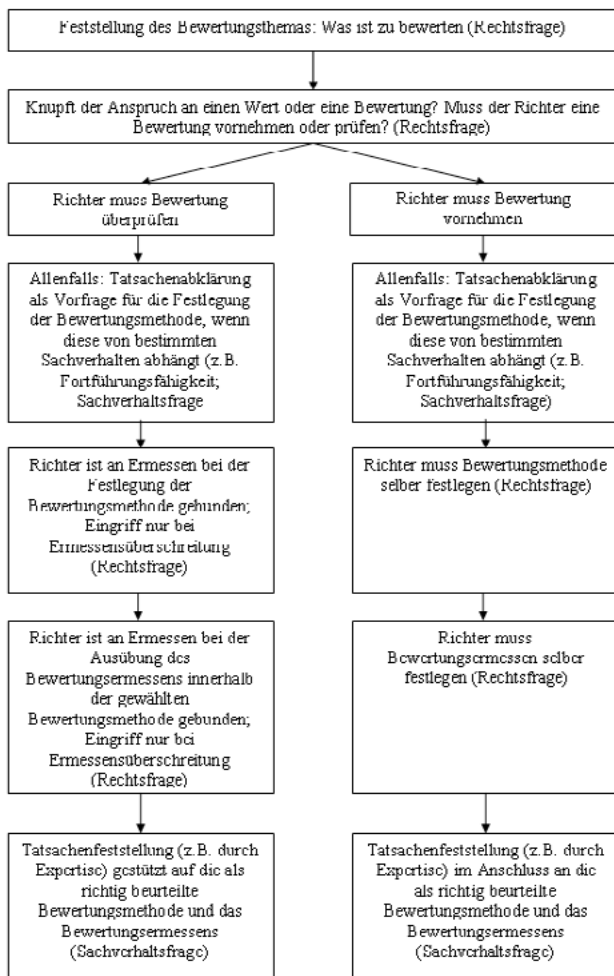 Feststellung des Bewertungsthemas: Was ist zu bewerten (Rechtsfrage)
Knüpft der Anspruch an einen Wert oder eine Bewertung? Muss der Richter eine
Bewertung vornehmen oder prüfen? (Rechtsfrage)
Richter muss Bewertung
überprüfen
Richter muss Bewertung
vornehmen
Allenfalls: Tatsachenabklärung
als Vorfrage für die Festlegung
der Bewertungsmethode, wenn
diese von bestimmten
Sachverhalten abhängt (z.B.
Fortführungsfähigkeit;
Sachverhaltsfrage
Allenfalls: Tatsachenabklärung
als Vorfrage für die Festlegung
der Bewertungsmethode, wenn
diese von bestimmten
Sachverhalten abhängt (z.B.
Fortführungsfähigkeit;
Sachverhaltsfrage)
Richter ist an Ermessen bei der
Festlegung der
Bewertungsmethode gebunden;
Eingriff nur bei
Ermessensüberschreitung
(Rechtsfrage)
Richter muss Bewertungsmethode
selber festlegen (Rechtsfrage)
Richter ist an Ermessen bei der
Ausübung des
Bewertungsermessens innerhalb
der gewählten
Bewertungsmethode gebunden;
Eingriff nur bei
Ermessensüberschreitung
(Rechtsfrage)
Richter muss
Bewertungsermessen selber
festlegen (Rechtsfrage)
Tatsachenfeststellung (z.B. durch
Expertise) gestützt auf die als
richtig beurteilte
Bewertungsmethode und das
Bewertungsermessens
(Sachverhaltsfrage)
Tatsachenfeststellung (z.B. durch
Expertise) im Anschluss an die
als richtig beurteilte
Bewertungsmethode und das
Bewertungsermessens
(Sachverhaltsfrage)